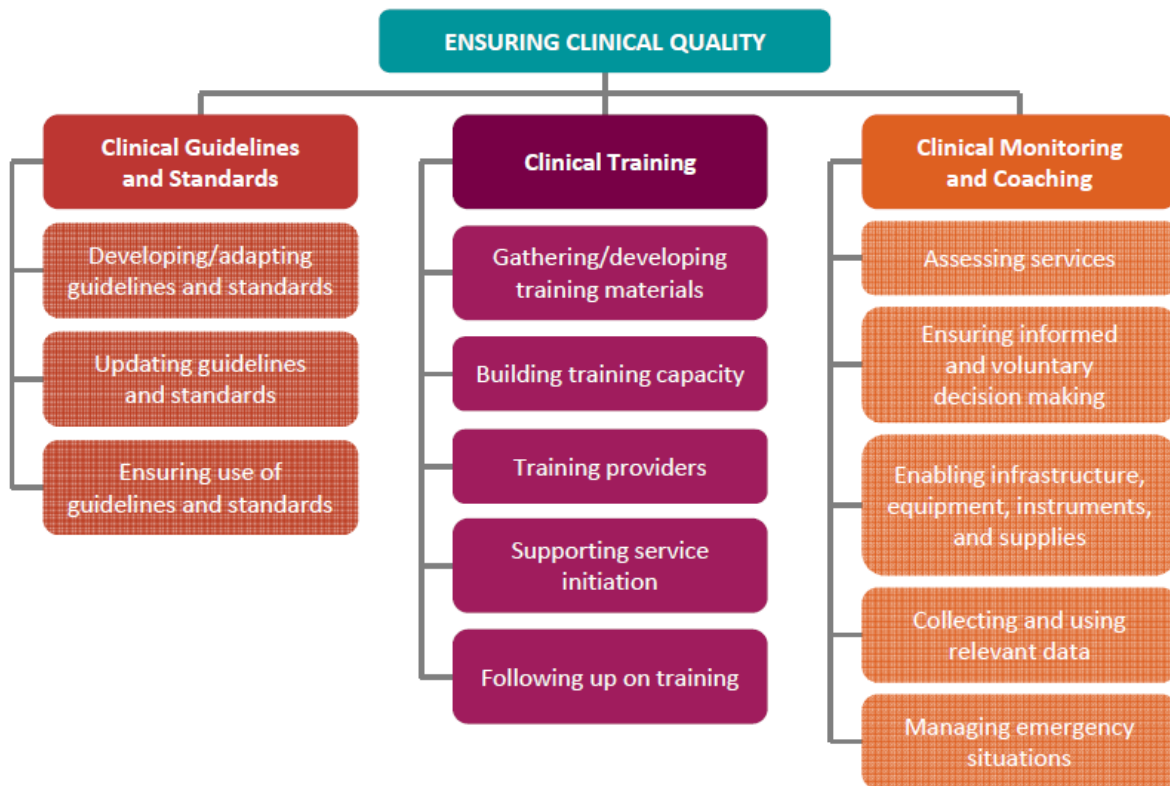 ENSURING CLINICAL QUALITY
Clinical Guidelines
and Standards
Developing/adapting
guidelines and standards
Updating guidelines
and standards
Ensuring use of
guidelines and standards
Clinical Training
Gathering/developing
training materials
Building training capacity
Training providers
Supporting service
initiation
Following up on training
Clinical Monitoring
and Coaching
Assessing services
Ensuring informed
and voluntary
decision making
Enabling infrastructure,
equipment, instruments,
and supplies
Collecting and using
relevant data
Managing emergency
situations